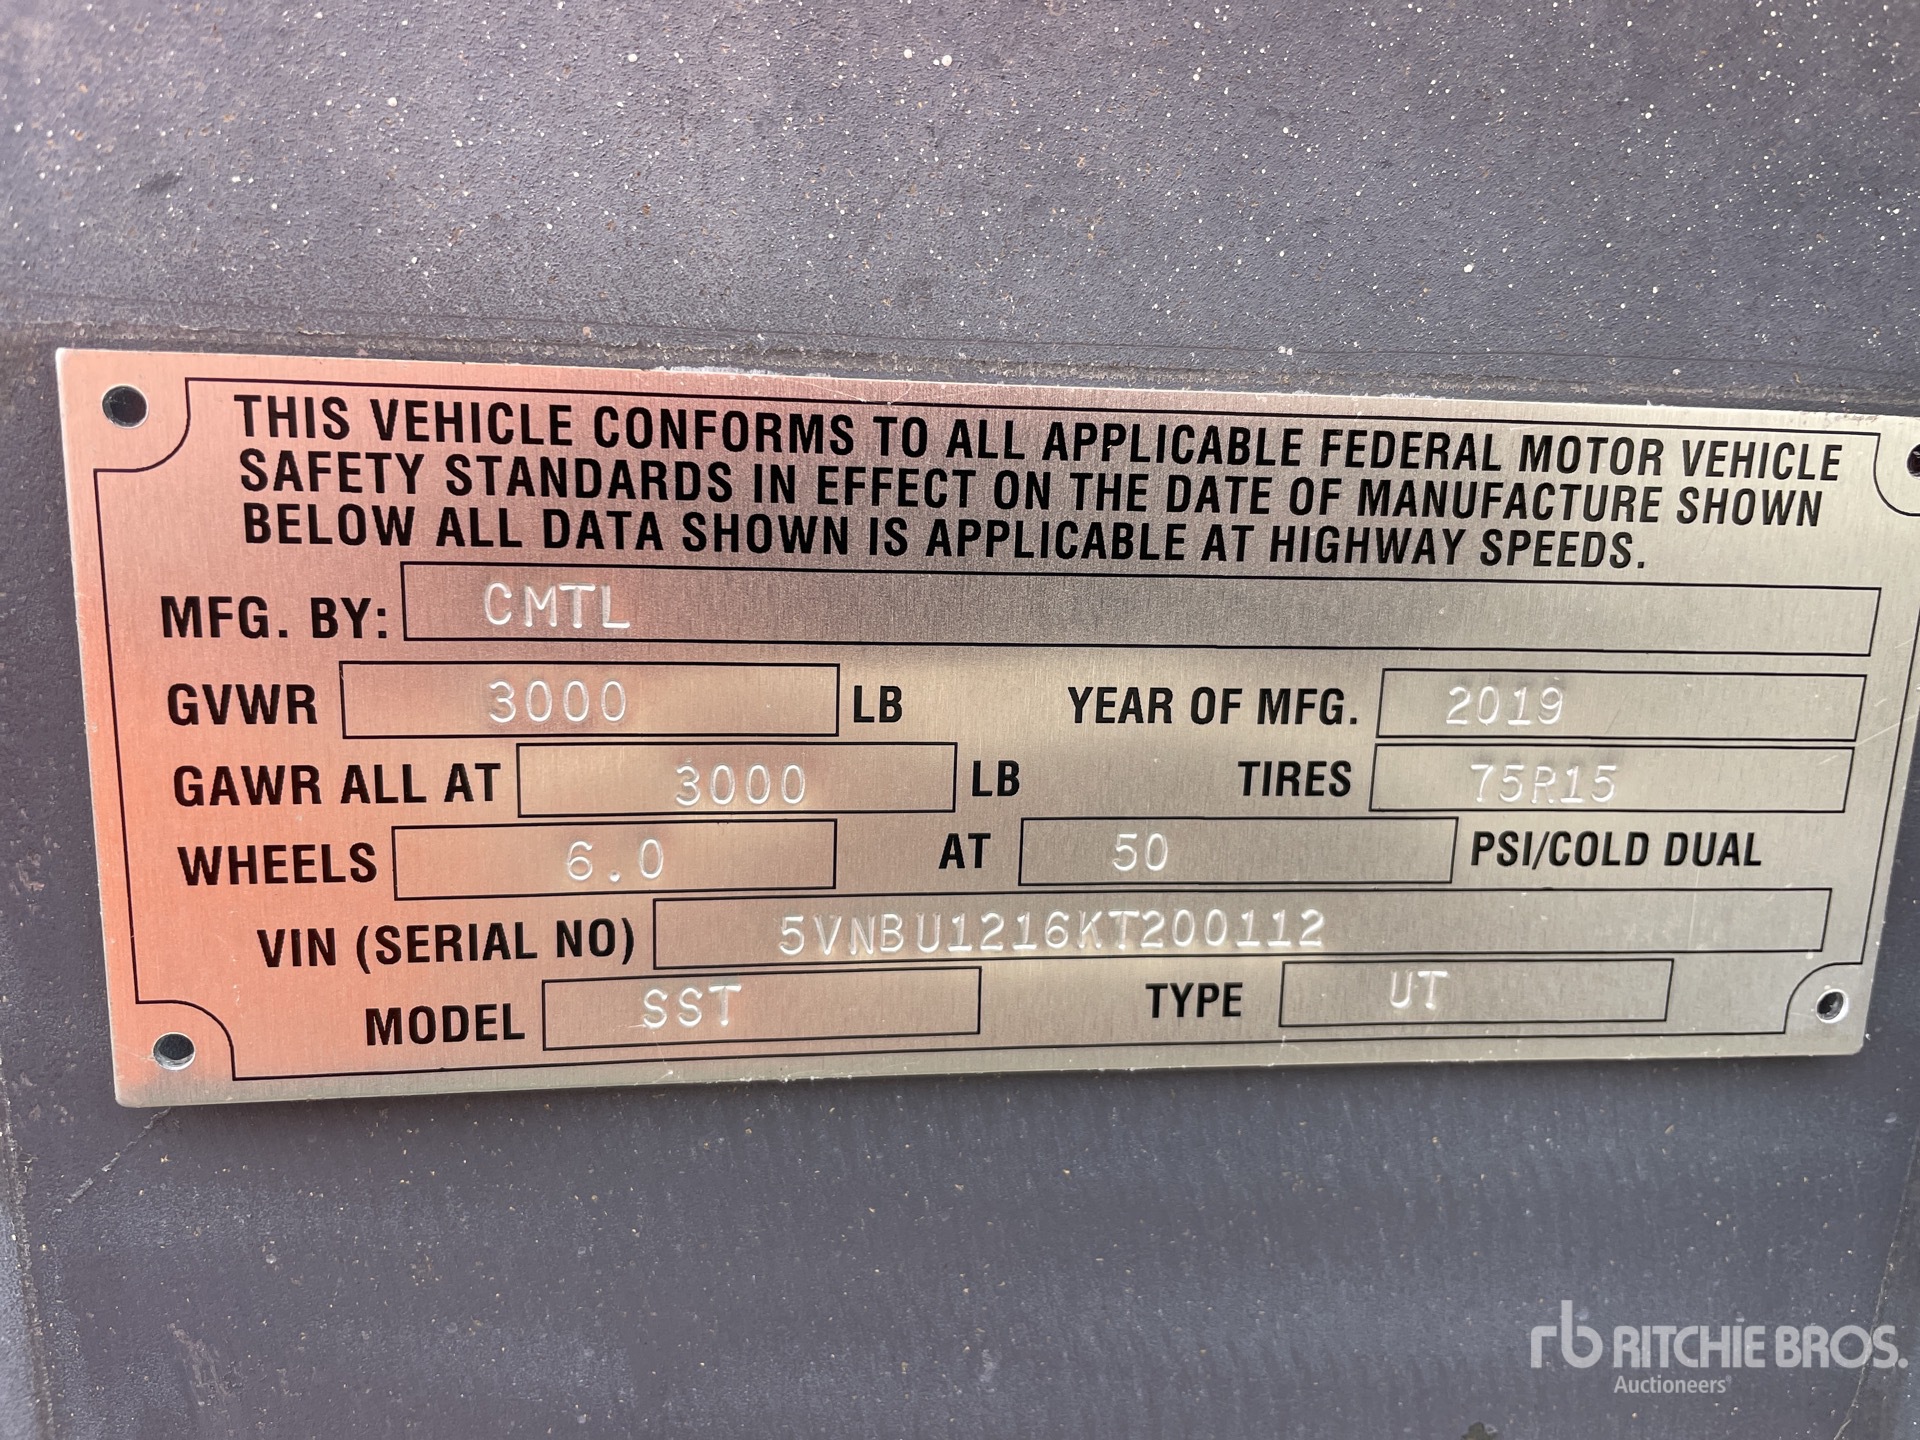 THIS VEHICLE CONFORMS TO ALL APPLICABLE FEDERAL MOTOR VEHICLE
SAFETY STANDARDS IN EFFECT ON THE DATE OF MANUFACTURE SHOWN
BELOW ALL DATA SHOWN IS APPLICABLE AT HIGHWAY SPEEDS.
MFG. BY: CMTL
GVWR 3000 LB YEAR OF MFG. 2019
GAWR ALL AT 3000 LB TIRES 75R15
WHEELS 6.0 AT 50 PSI/COLD DUAL
VIN (SERIAL NO) 5VNBU1216KT200112
MODEL SST TYPE UT
rb RITCHIE BROS.
Auctioneers